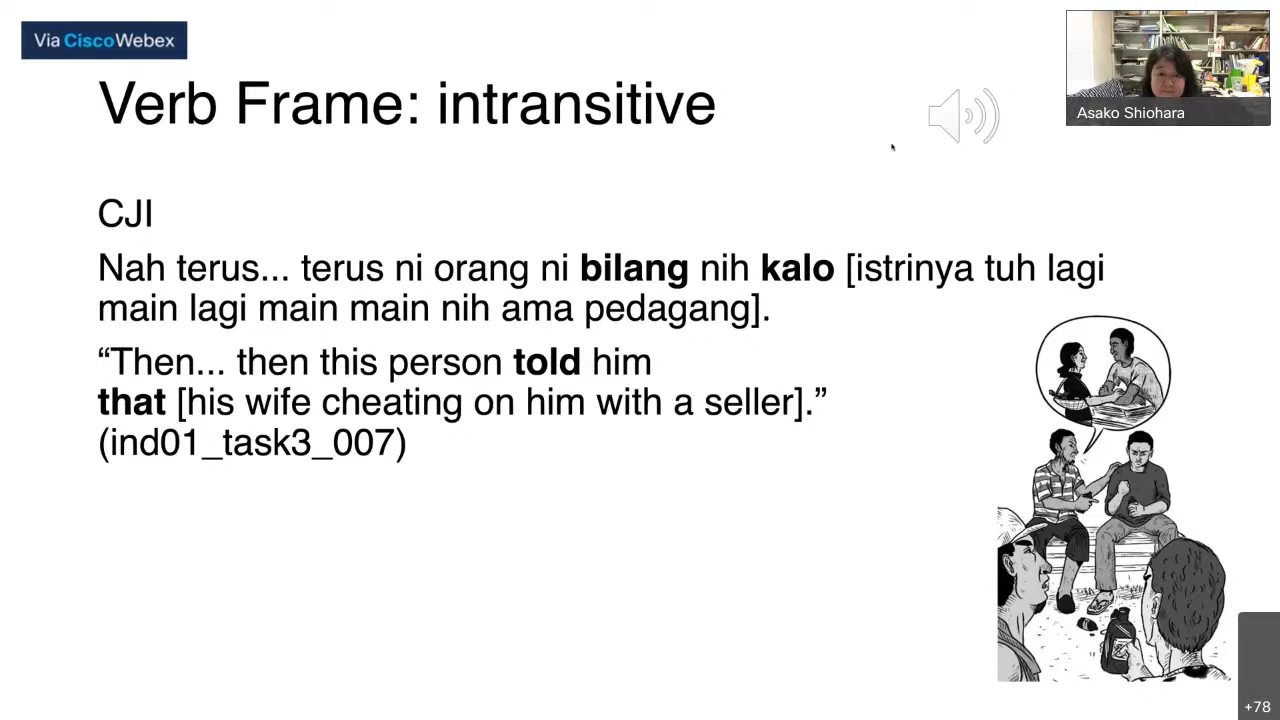 Via Cisco Webex
Asako Shiohara
Verb Frame: intransitive
CJI
Nah terus... terus ni orang ni bilang nih kalo [istrinya tuh lagi
main lagi main main nih ama pedagang].
“Then... then this person told him
that [his wife cheating on him with a seller].”
(ind01_task3_007)
+78